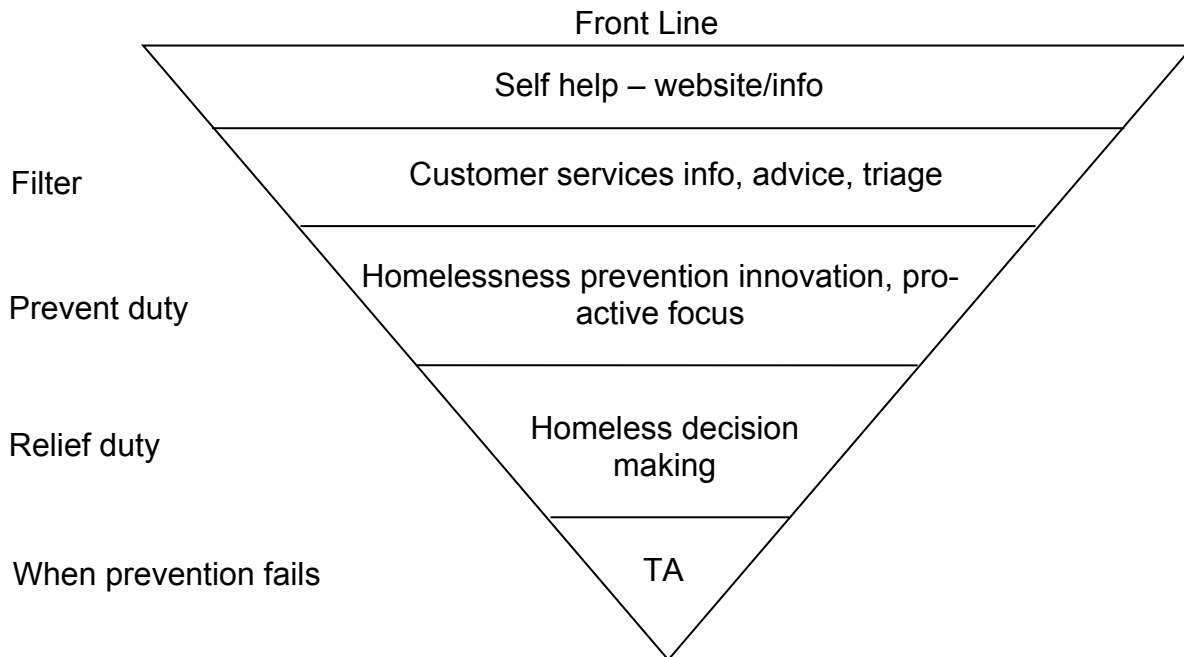 Front Line
Self help – website/info
Filter
Customer services info, advice, triage
Prevent duty
Homelessness prevention innovation, pro-
active focus
Relief duty
Homeless decision
making
When prevention fails
TA